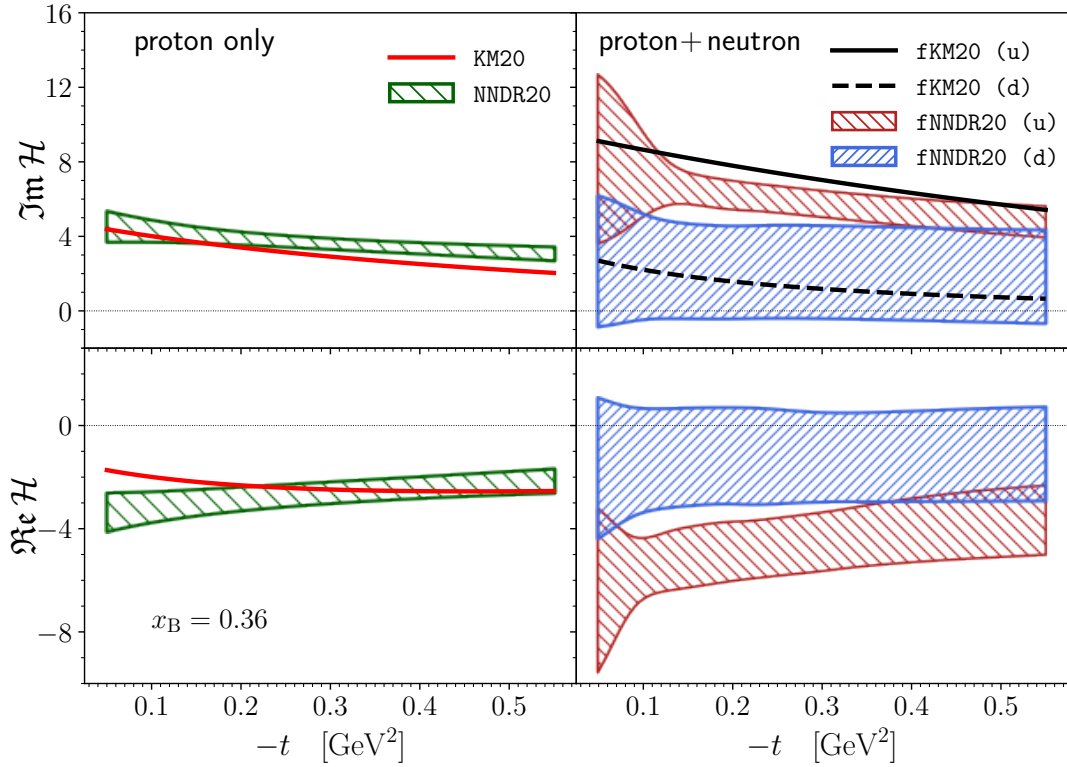 proton only
KM20
NNDR20
proton+neutron
fKM20 (u)
fKM20 (d)
fNNDR20 (u)
fNNDR20 (d)
16
12
8
4
0
ℑm ℋ
0
−4
−8
ℜe ℋ
x_B = 0.36
0.1 0.2 0.3 0.4 0.5
0.1 0.2 0.3 0.4 0.5
−t [GeV²]
−t [GeV²]